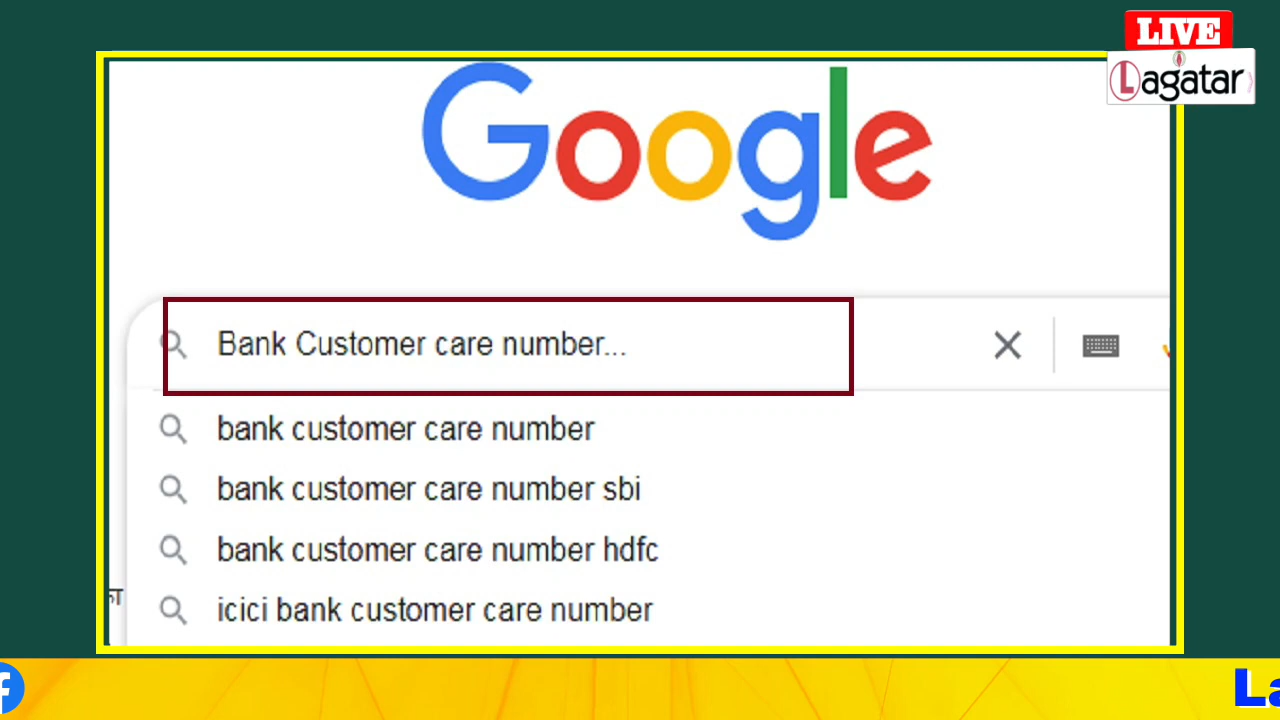 LIVE
Lagatar
Google
Bank Customer care number...
bank customer care number
bank customer care number sbi
bank customer care number hdfc
icici bank customer care number
La